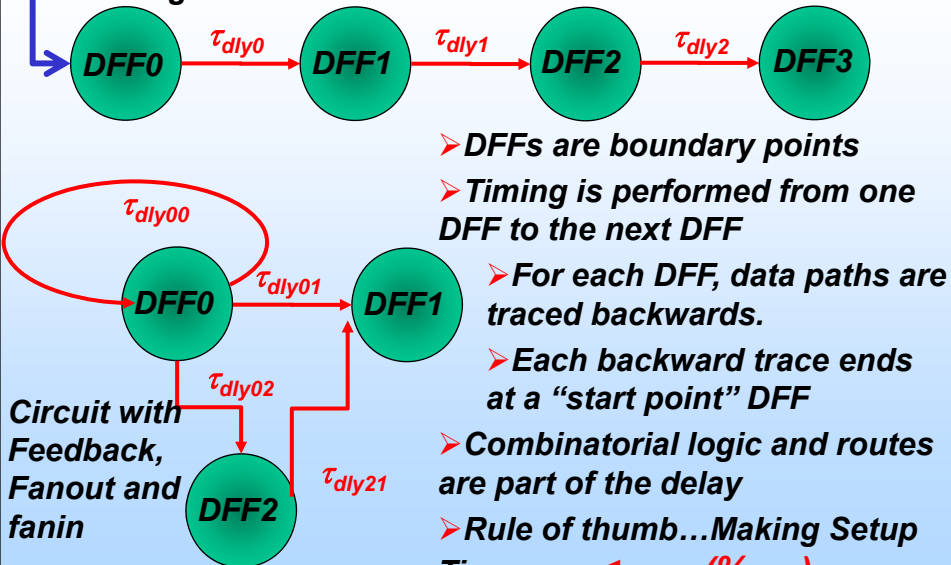 τdly0
τdly1
τdly2
DFF0
DFF1
DFF2
DFF3
➢DFFs are boundary points
➢Timing is performed from one
DFF to the next DFF
➢For each DFF, data paths are
traced backwards.
➢Each backward trace ends
at a “start point” DFF
➢Combinatorial logic and routes
are part of the delay
➢Rule of thumb…Making Setup
τdly00
τdly01
DFF0
DFF1
τdly02
Circuit with
Feedback,
Fanout and
fanin
τdly21
DFF2